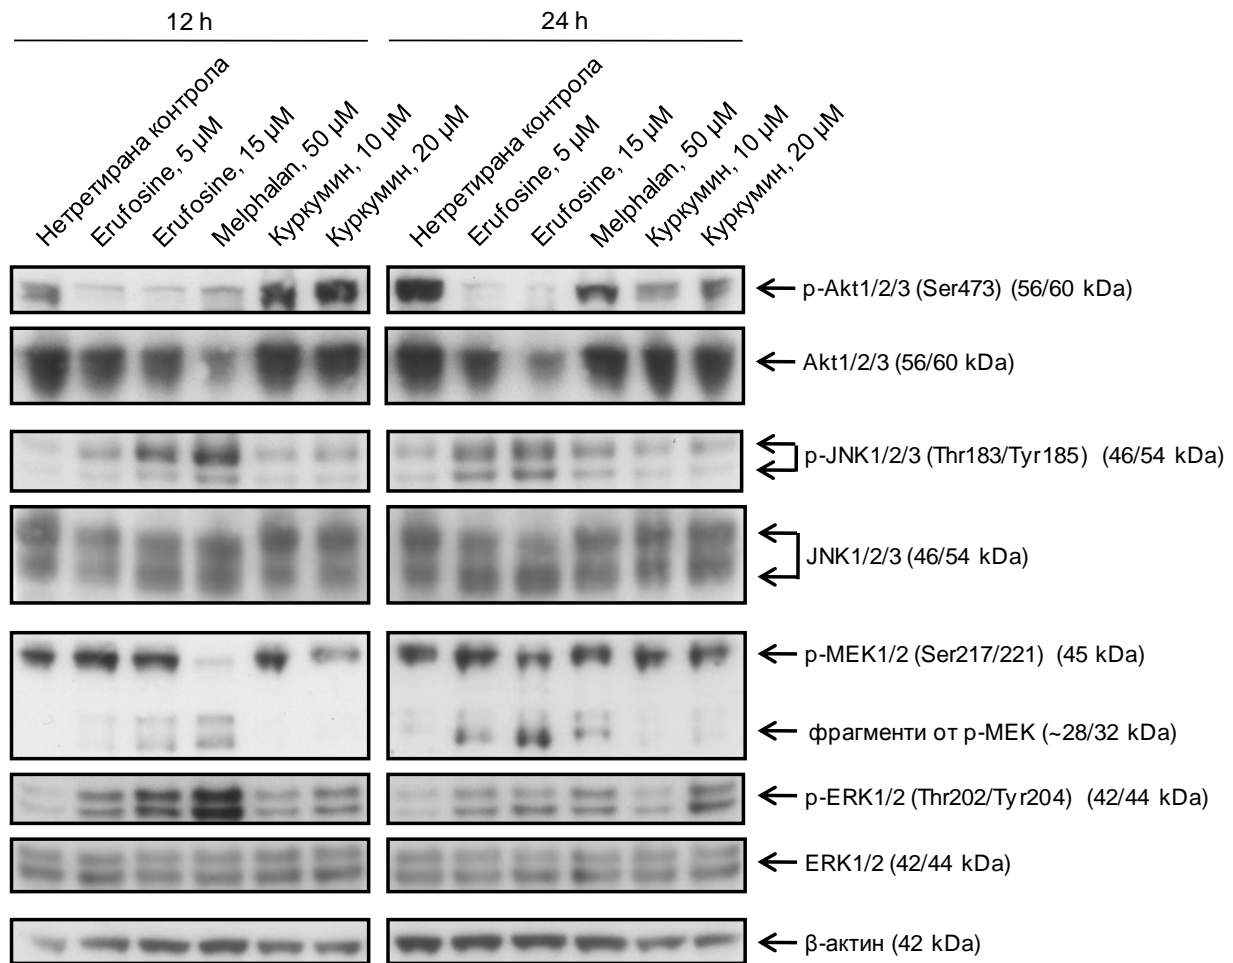 12 h
24 h
Нетретирана контрола
Erufosine, 5 μM
Erufosine, 15 μM
Melphalan, 50 μM
Куркумин, 10 μM
Куркумин, 20 μM
Нетретирана контрола
Erufosine, 5 μM
Erufosine, 15 μM
Melphalan, 50 μM
Куркумин, 10 μM
Куркумин, 20 μM
p-Akt1/2/3 (Ser473) (56/60 kDa)
Akt1/2/3 (56/60 kDa)
p-JNK1/2/3 (Thr183/Tyr185) (46/54 kDa)
JNK1/2/3 (46/54 kDa)
p-MEK1/2 (Ser217/221) (45 kDa)
фрагменти от p-MEK (~28/32 kDa)
p-ERK1/2 (Thr202/Tyr204) (42/44 kDa)
ERK1/2 (42/44 kDa)
β-актин (42 kDa)